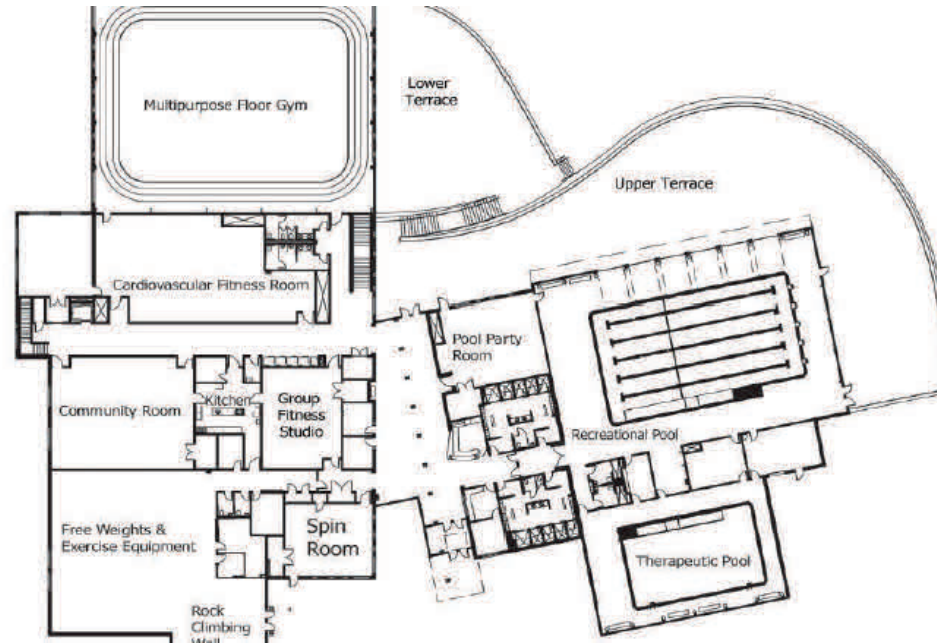 Multipurpose Floor Gym
Lower
Terrace
Upper Terrace
Cardiovascular Fitness Room
Pool Party
Room
Community Room
Kitchen
Group
Fitness
Studio
Recreational Pool
Free Weights &
Exercise Equipment
Spin
Room
Therapeutic Pool
Rock
Climbing
Wall